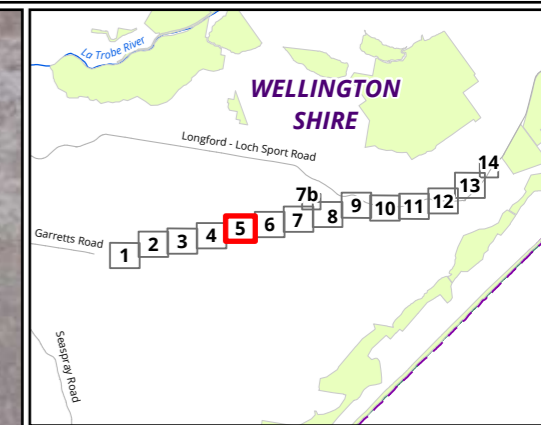 La Trobe River
WELLINGTON
SHIRE
Longford - Loch Sport Road
14
13
7b
12
11
10
9
8
7
6
5
4
3
2
1
Garretts Road
Seaspray Road